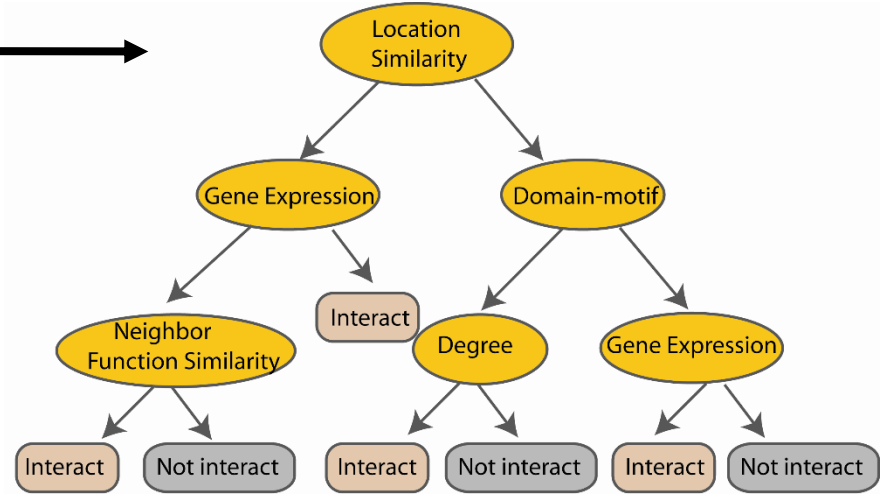 Location
Similarity
Gene Expression
Domain-motif
Interact
Neighbor
Function Similarity
Degree
Gene Expression
Interact
Not interact
Interact
Not interact
Interact
Not interact